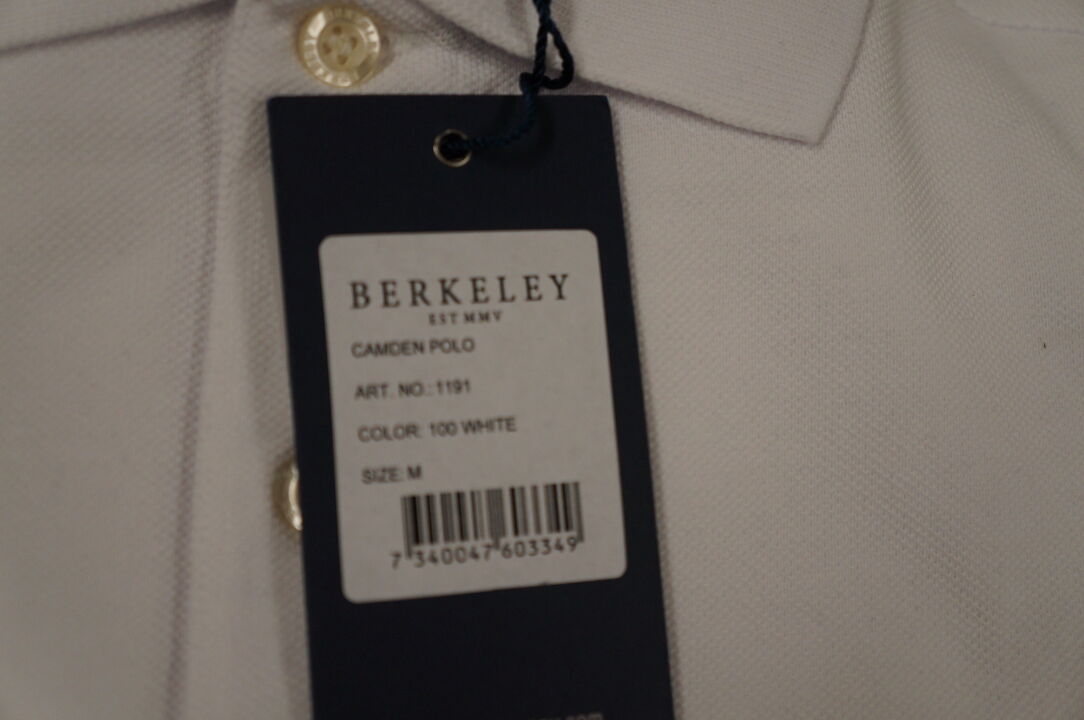 BERKELEY
EST MMV
CAMDEN POLO
ART. NO.: 1191
COLOR: 100 WHITE
SIZE: M
7 340047 603349